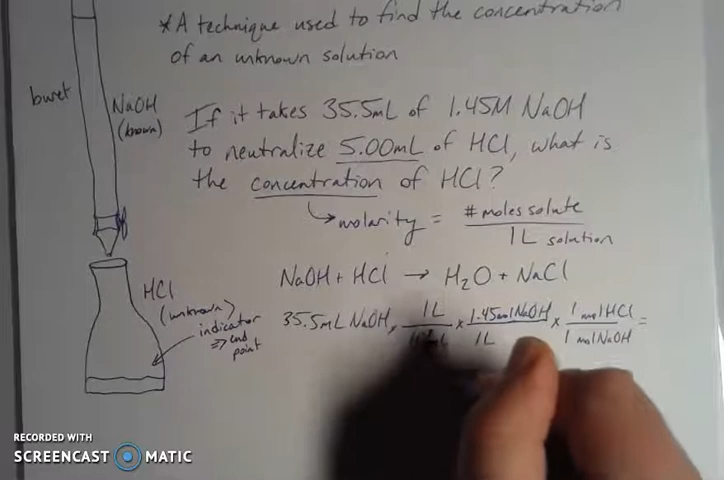 *A technique used to find the concentration
of an unknown solution
buret
NaOH
(known)
If it takes 35.5mL of 1.45M NaOH
to neutralize 5.00mL of HCl, what is
the concentration of HCl?
molarity = # moles solute
1L solution
NaOH + HCl → H₂O + NaCl
HCl
(unknown)
indicator
⇒ end
point
35.5mL NaOH × 1L × 1.45mol NaOH × 1 mol HCl =
1L 1 mol NaOH
RECORDED WITH
SCREENCAST MATIC